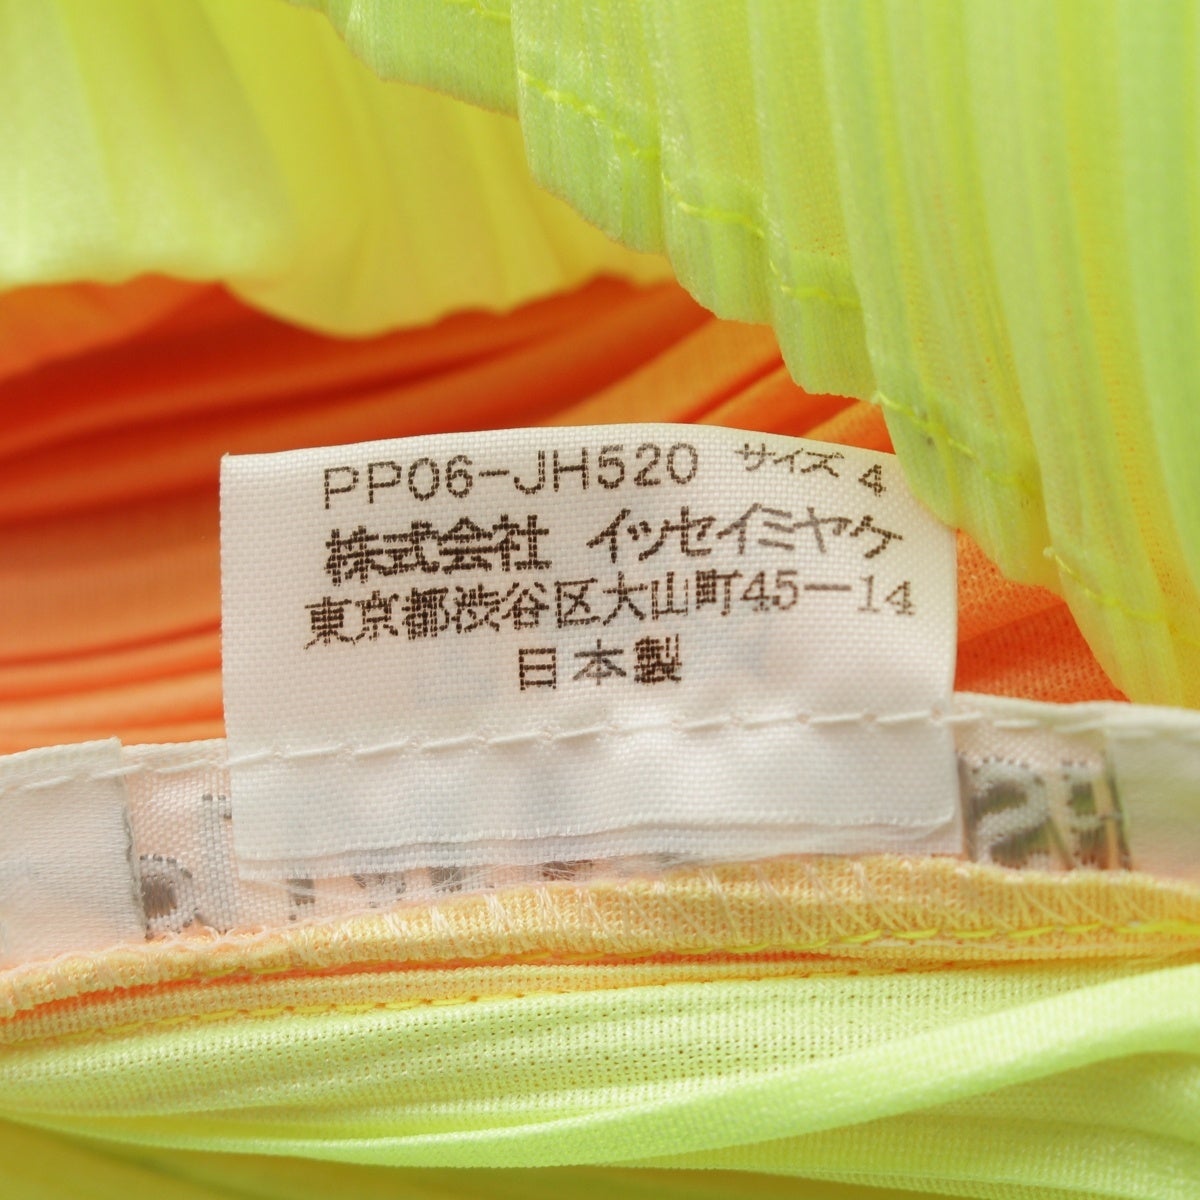 PP06-JH520 サイズ 4
株式会社 イッセイミヤケ
東京都渋谷区大山町45ー14
日本製